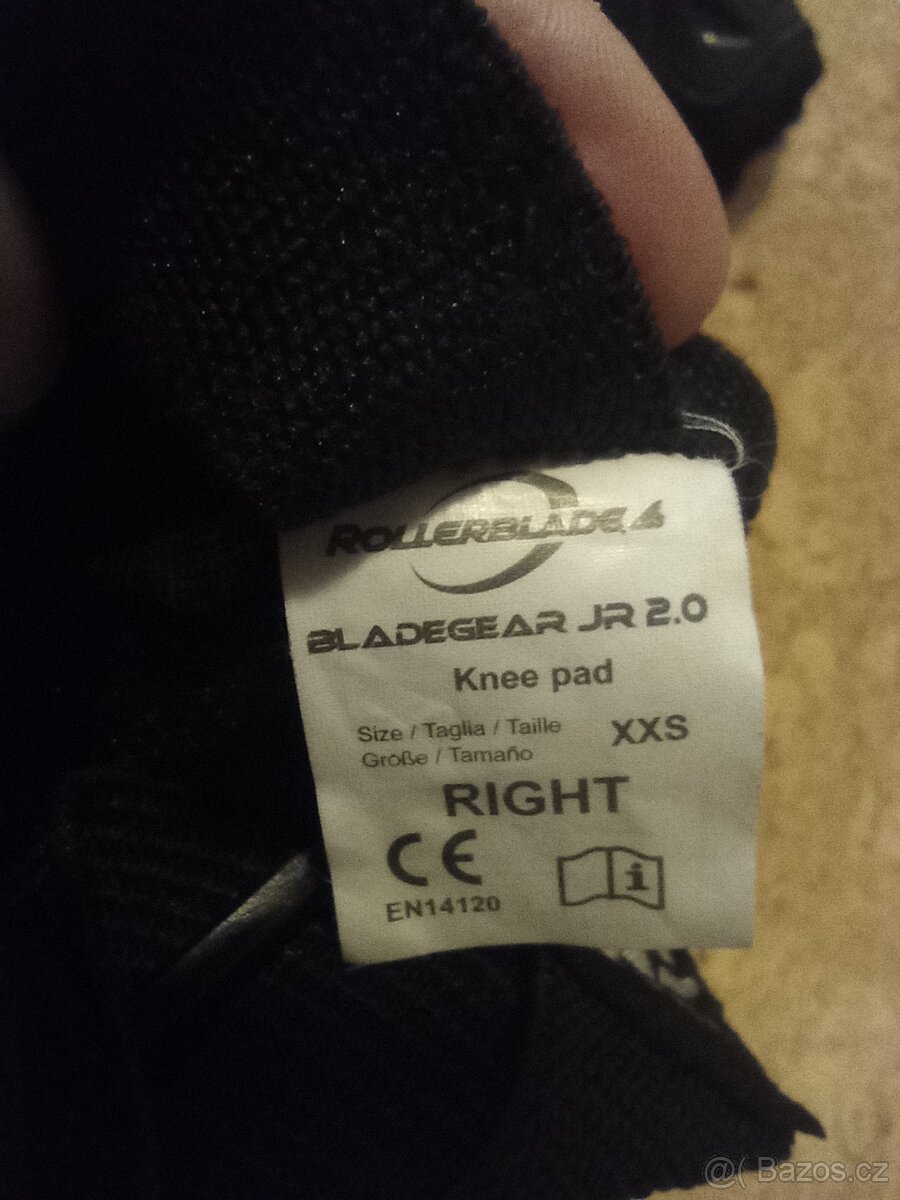 ROLLERBLADE
BLADEGEAR JR 2.0
Knee pad
Size / Taglia / Taille
Größe / Tamaño
XXS
RIGHT
CE
EN14120
i
@( Bazos.cz